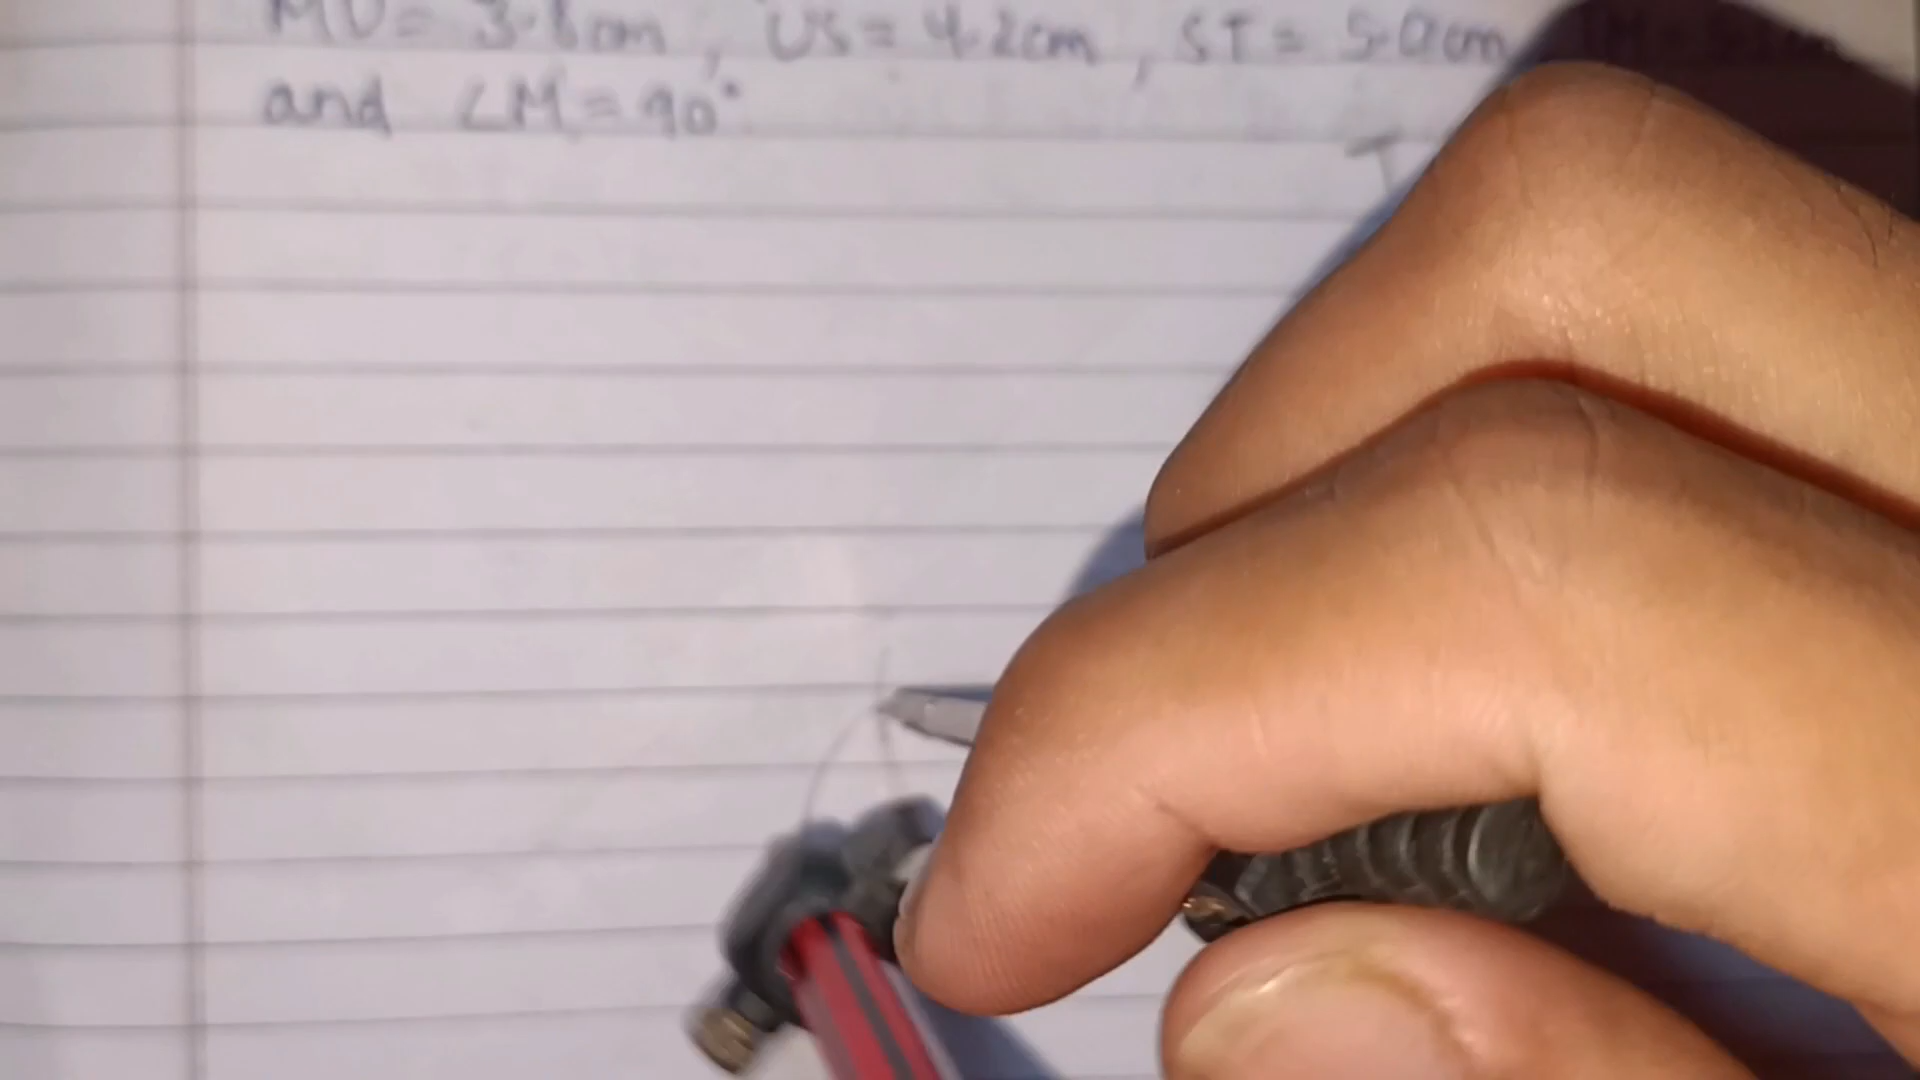 MU = 3.8cm, US = 4.2cm, ST = 5.0cm
and ∠M = 90°
T